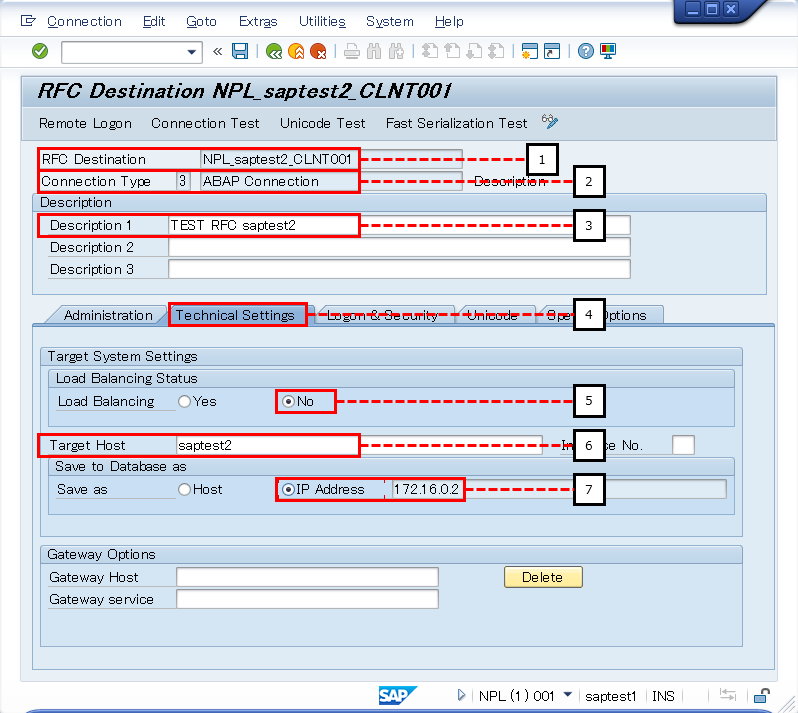 Connection Edit Goto Extras Utilities System Help
RFC Destination NPL_saptest2_CLNT001
Remote Logon Connection Test Unicode Test Fast Serialization Test
RFC Destination NPL_saptest2_CLNT001 1
Connection Type 3 ABAP Connection Description 2
Description
Description 1 TEST RFC saptest2 3
Description 2
Description 3
Administration Technical Settings Logon & Security Unicode Options 4
Target System Settings
Load Balancing Status
Load Balancing Yes No 5
Target Host saptest2 6 No.
Save to Database as
Save as Host IP Address 172.16.0.2 7
Gateway Options
Gateway Host Delete
Gateway service
SAP NPL (1) 001 saptest1 INS